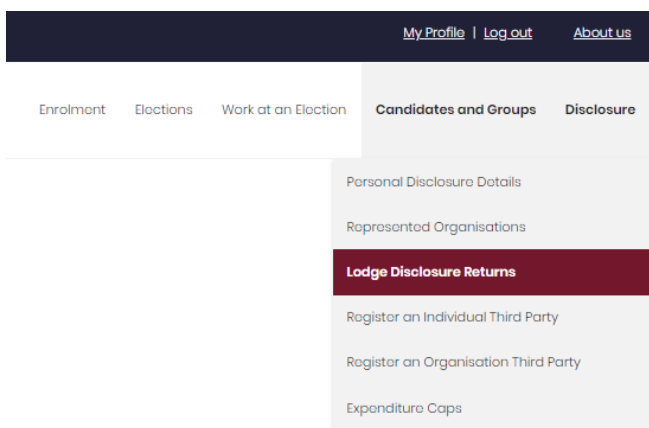 My Profile | Log out About us
Enrolment Elections Work at an Election Candidates and Groups Disclosure
Personal Disclosure Details
Represented Organisations
Lodge Disclosure Returns
Register an Individual Third Party
Register an Organisation Third Party
Expenditure Caps